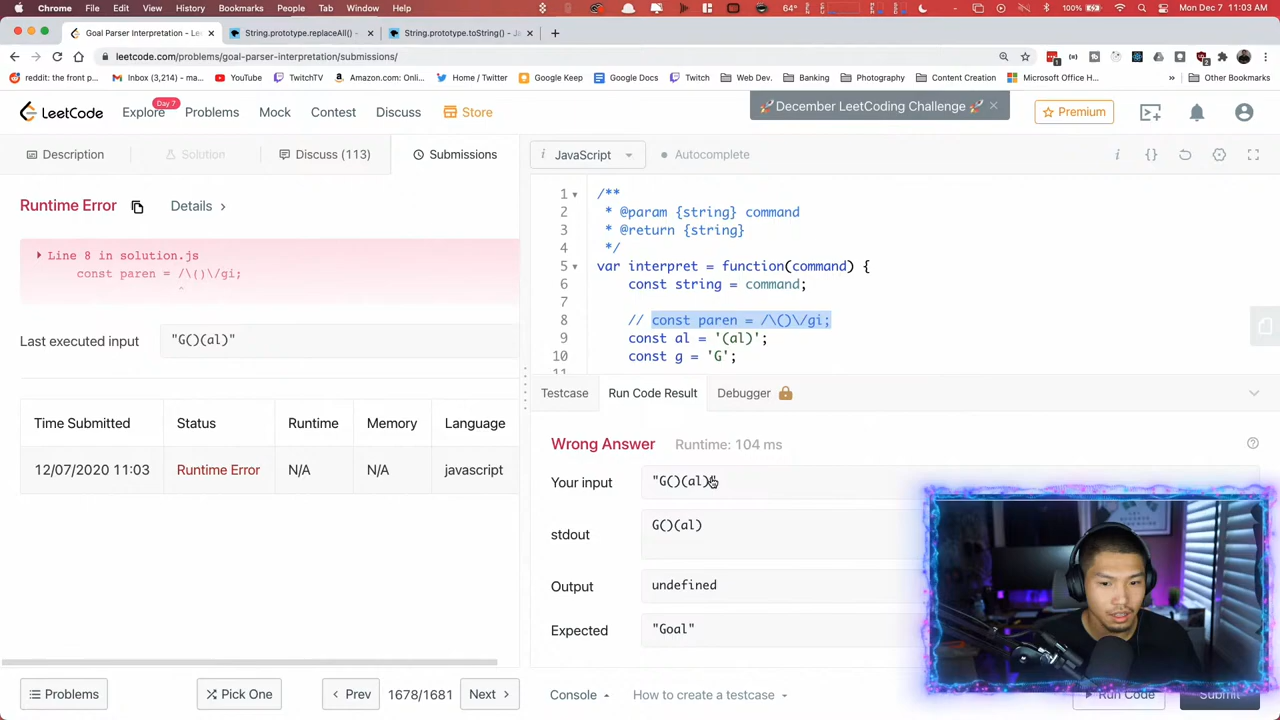 People Tab Window Help
64°
100% Mon Dec 7 11:03 AM
Goal Parser Interpretation - Le
String.prototype.replaceAll() -
String.prototype.toString() - Ja
leetcode.com/problems/goal-parser-interpretation/submissions/
reddit: the front p...
Inbox (3,214) - ma...
TwitchTV
Amazon.com: Onli...
Home / Twitter
Google Keep
Google Docs
Twitch
Web Dev.
Banking
Photography
Content Creation
Microsoft Office H...
»
Other Bookmarks
LeetCode
Explore
Day 7
Problems
Mock
Contest
Discuss
Store
🚀December LeetCoding Challenge 🚀
Premium
Description
Solution
Discuss (113)
Submissions
JavaScript
Autocomplete
Runtime Error
Details
Line 8 in solution.js
const paren = /\()\/gi;
^
Last executed input
"G()(al)"
Time Submitted Status Runtime Memory Language
12/07/2020 11:03 Runtime Error N/A N/A javascript
1 /**
2 * @param {string} command
3 * @return {string}
4 */
5 var interpret = function(command) {
6 const string = command;
7
8 // const paren = /\()\/gi;
9 const al = '(al)';
10 const g = 'G';
11
Testcase
Run Code Result
Debugger
Wrong Answer
Runtime: 104 ms
Your input
"G()(al)"
stdout
G()(al)
Output
undefined
Expected
"Goal"
Problems
Pick One
Prev
1678/1681
Next
Console
How to create a testcase
Run Code
Submit